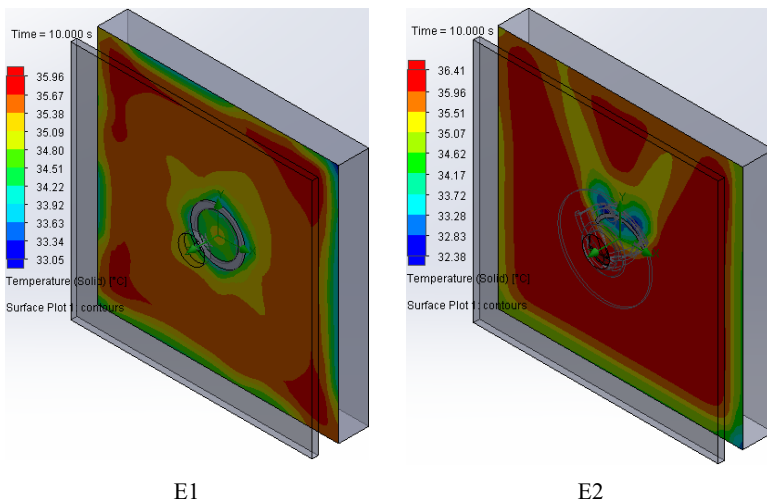 Time = 10.000 s
35.96
35.67
35.38
35.09
34.80
34.51
34.22
33.92
33.63
33.34
33.05
Temperature (Solid) [°C]
Surface Plot 1: contours
E1
Time = 10.000 s
36.41
35.96
35.51
35.07
34.62
34.17
33.72
33.28
32.83
32.38
Temperature (Solid) [°C]
Surface Plot 1: contours
E2